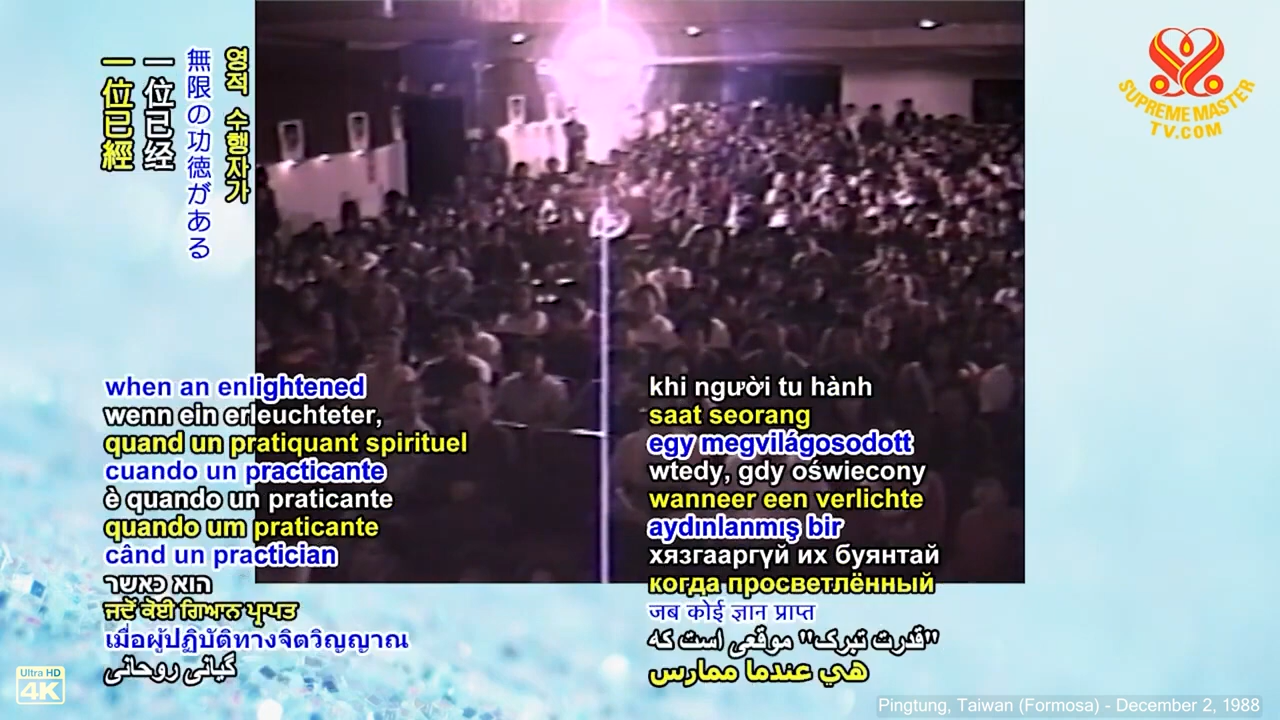 영적 수행자가
無限の功徳がある
一位已经
一位已經
SUPREME MASTER
TV.COM
when an enlightened
wenn ein erleuchteter,
quand un pratiquant spirituel
cuando un practicante
è quando un praticante
quando um praticante
când un practician
הוא כאשר
ਜਦੋਂ ਕੋਈ ਗਿਆਨ ਪ੍ਰਾਪਤ
เมื่อผู้ปฏิบัติทางจิตวิญญาณ
گیانی روحانی
khi người tu hành
saat seorang
egy megvilágosodott
wtedy, gdy oświecony
wanneer een verlichte
aydınlanmış bir
хязгааргүй их буянтай
когда просветлённый
जब कोई ज्ञान प्राप्त
"قدرت تبرک" موقعی است که
هي عندما ممارس
Ultra HD
4K
Pingtung, Taiwan (Formosa) - December 2, 1988